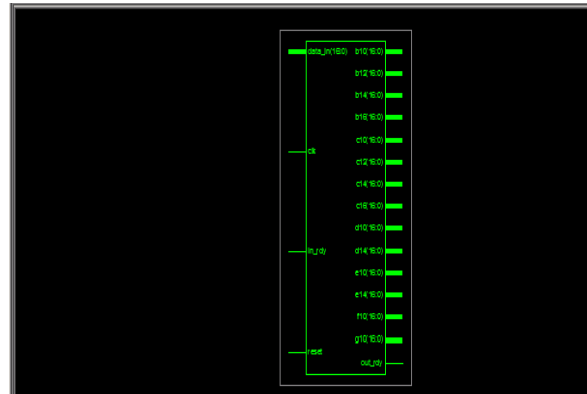 data_in(16:0) b10(16:0)
b12(16:0)
b14(16:0)
b16(16:0)
c10(16:0)
clk
c12(16:0)
c14(16:0)
c16(16:0)
d10(16:0)
in_rdy d14(16:0)
e10(16:0)
e14(16:0)
f10(16:0)
g10(16:0)
reset
out_rdy